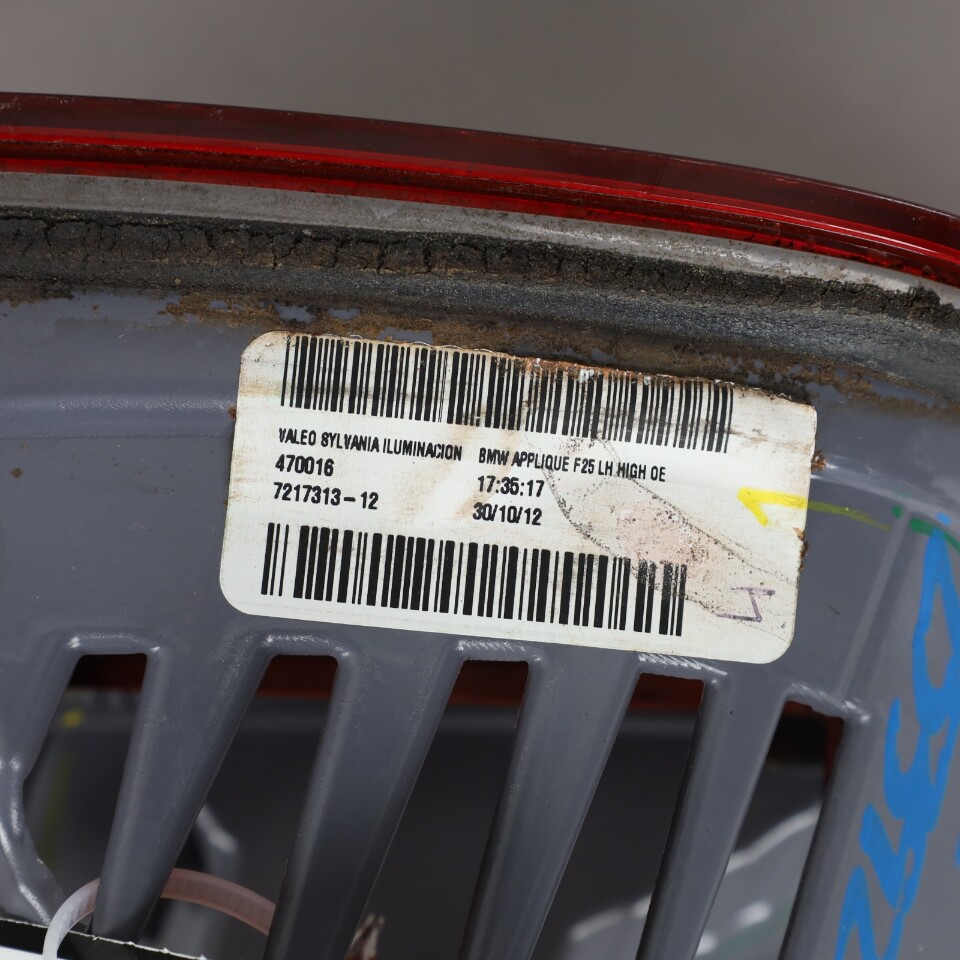 VALEO SYLVANIA ILUMINACION BMW APPLIQUE F25 LH HIGH OE
470016 17:35:17
7217313-12 30/10/12